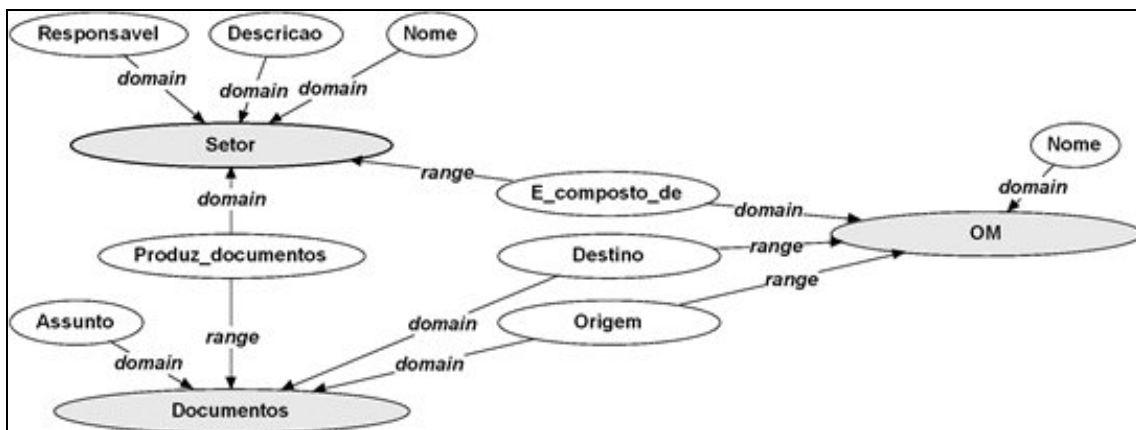 Responsavel
Descricao
Nome
domain
domain
domain
Setor
Nome
range
domain
E_composto_de
domain
domain
OM
Produz_documentos
Destino
range
range
Assunto
range
domain
Origem
domain
domain
Documentos